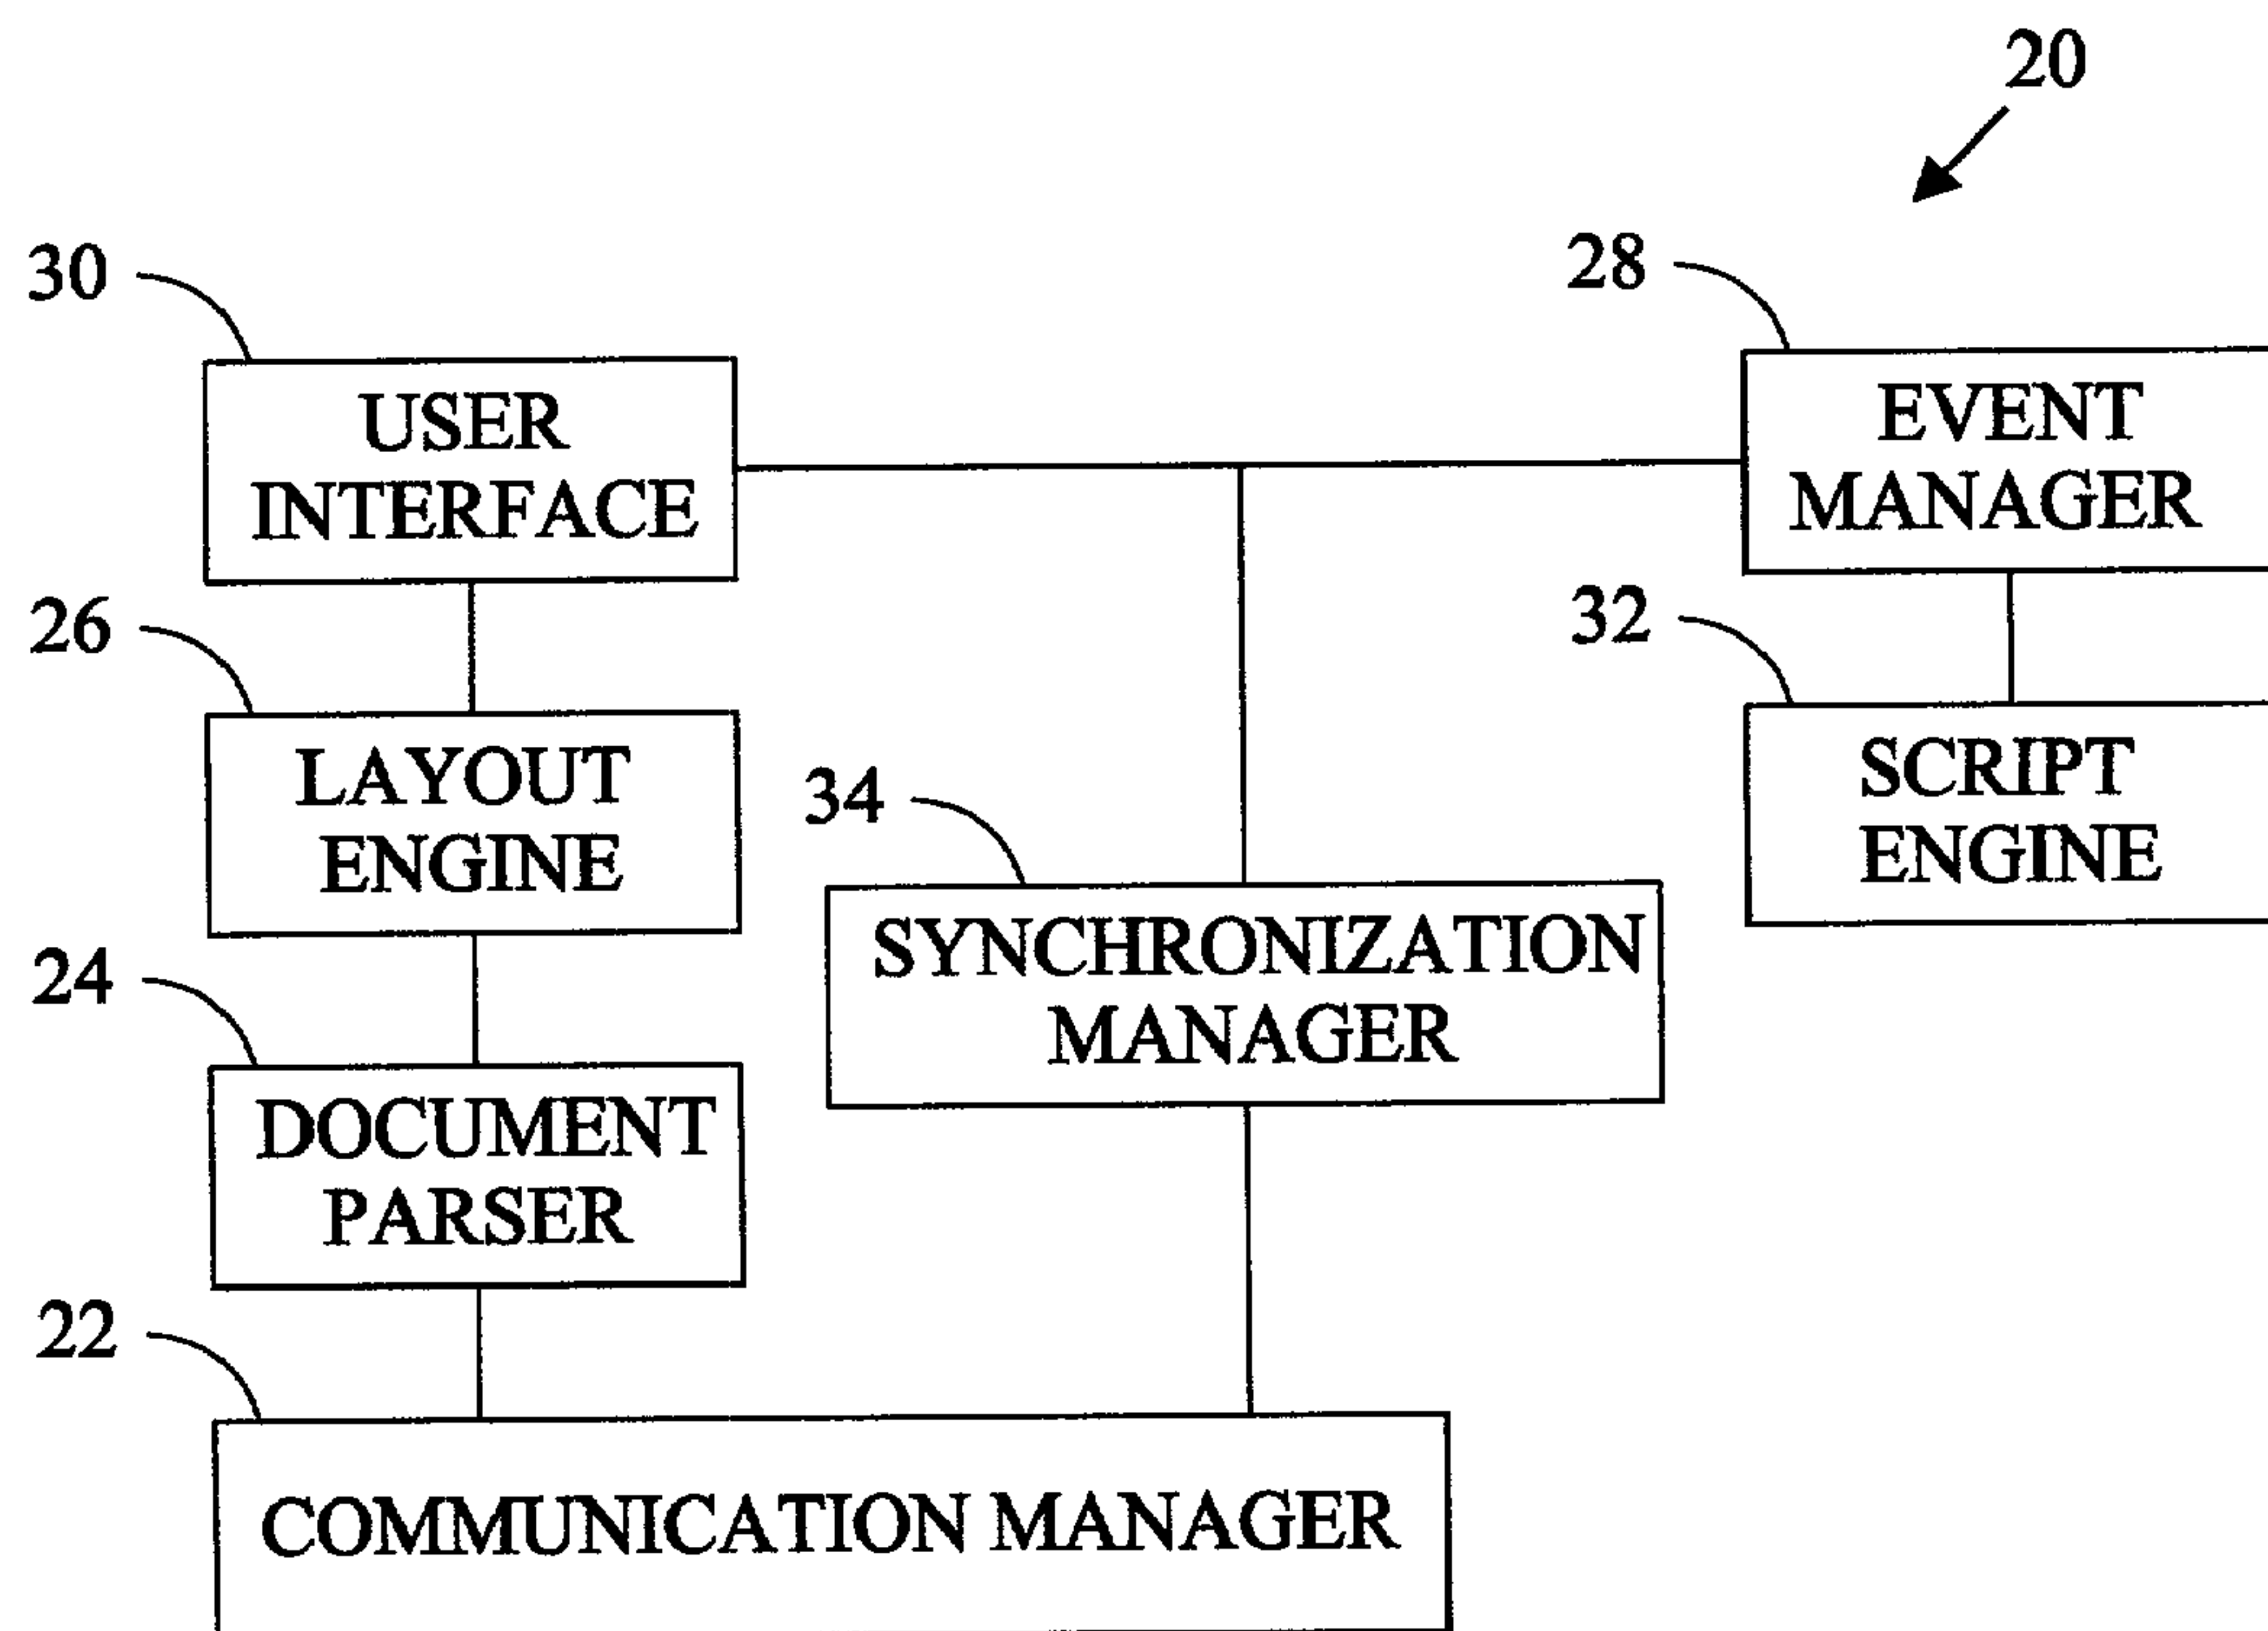 20
30
28
USER
INTERFACE
EVENT
MANAGER
26
32
LAYOUT
ENGINE
34
SCRIPT
ENGINE
24
SYNCHRONIZATION
MANAGER
DOCUMENT
PARSER
22
COMMUNICATION MANAGER